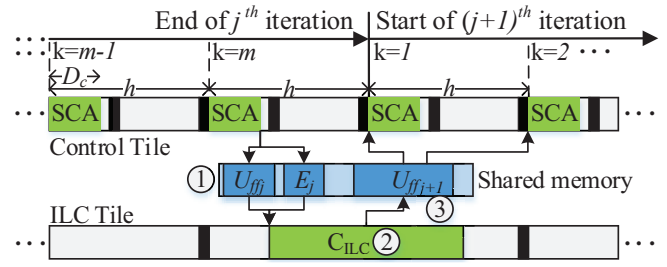 End of j^th iteration Start of (j+1)^th iteration
k=m-1 k=m k=1 k=2 ···
D_c h h h
··· SCA SCA SCA SCA ···
Control Tile
① U_ffj E_j U_ffj+1 Shared memory
ILC Tile ③
··· C_ILC ② ···